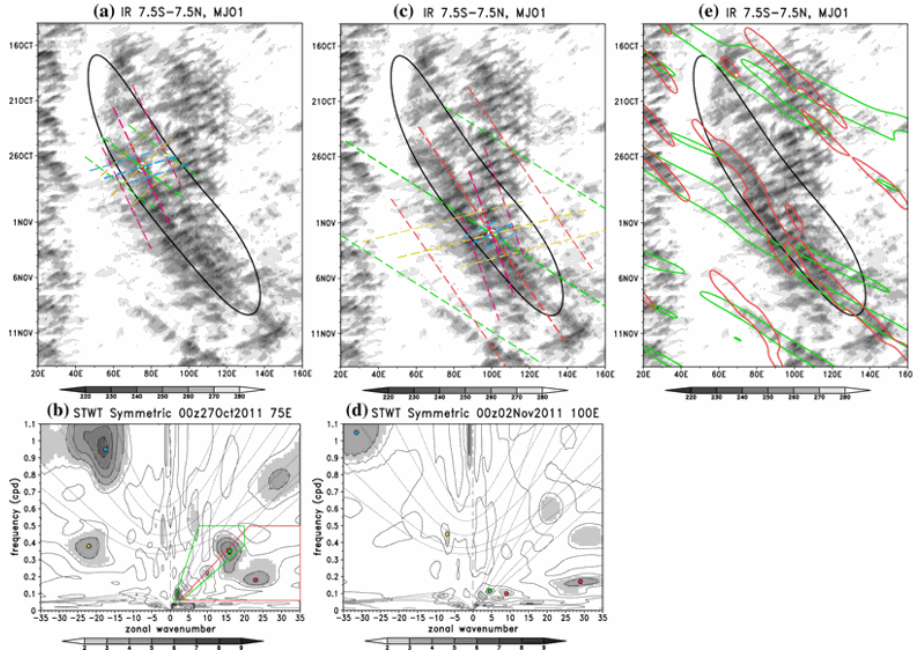 (a) IR 7.5S-7.5N, MJO1
16OCT
21OCT
26OCT
1NOV
6NOV
11NOV
20E 40E 60E 80E 100E 120E 140E 160E
220 230 240 250 260 270 280
(c) IR 7.5S-7.5N, MJO1
16OCT
21OCT
26OCT
1NOV
6NOV
11NOV
20E 40E 60E 80E 100E 120E 140E 160E
220 230 240 250 260 270 280
(e) IR 7.5S-7.5N, MJO1
16OCT
21OCT
26OCT
1NOV
6NOV
11NOV
20E 40E 60E 80E 100E 120E 140E 160E
220 230 240 250 260 270 280
(b) STWT Symmetric 00z27Oct2011 75E
frequency (cpd)
1.1
1
0.9
0.8
0.7
0.6
0.5
0.4
0.3
0.2
0.1
0
-35 -30 -25 -20 -15 -10 -5 0 5 10 15 20 25 30 35
zonal wavenumber
2 3 4 5 6 7 8 9
(d) STWT Symmetric 00z02Nov2011 100E
frequency (cpd)
1.1
1
0.9
0.8
0.7
0.6
0.5
0.4
0.3
0.2
0.1
0
-35 -30 -25 -20 -15 -10 -5 0 5 10 15 20 25 30 35
zonal wavenumber
2 3 4 5 6 7 8 9